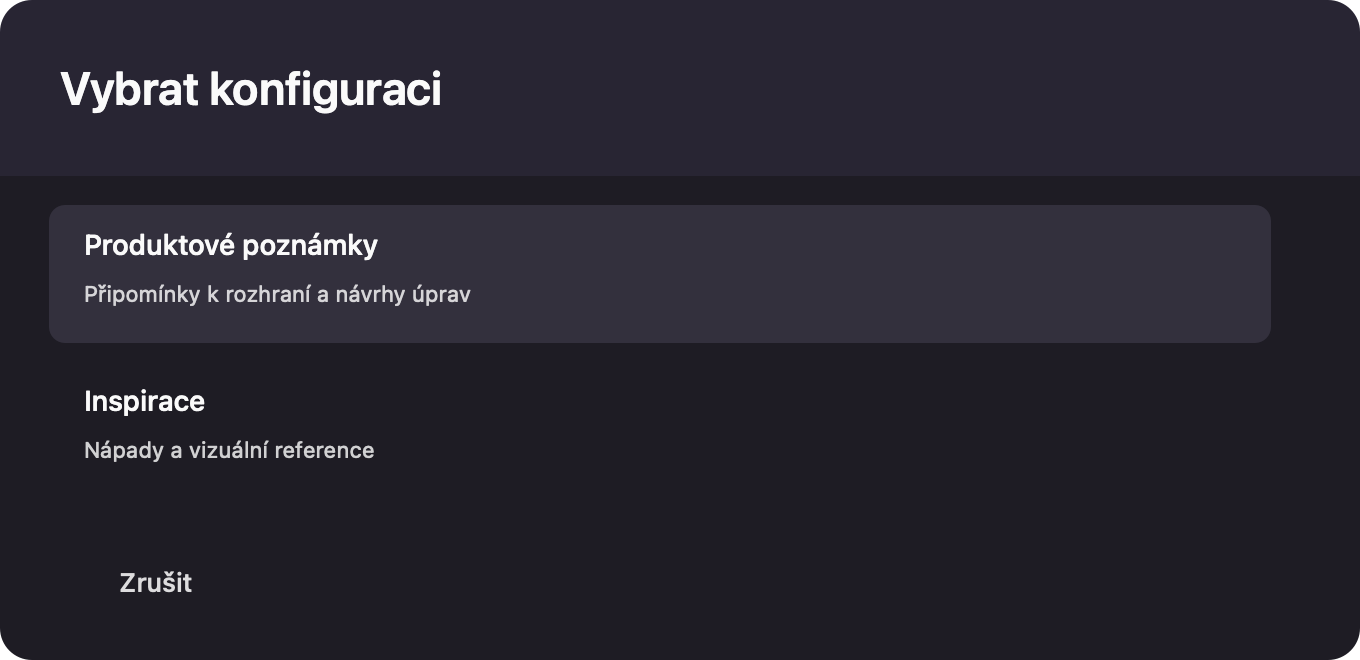 Vybrat konfiguraci
Produktové poznámky
Připomínky k rozhraní a návrhy úprav
Inspirace
Nápady a vizuální reference
Zrušit